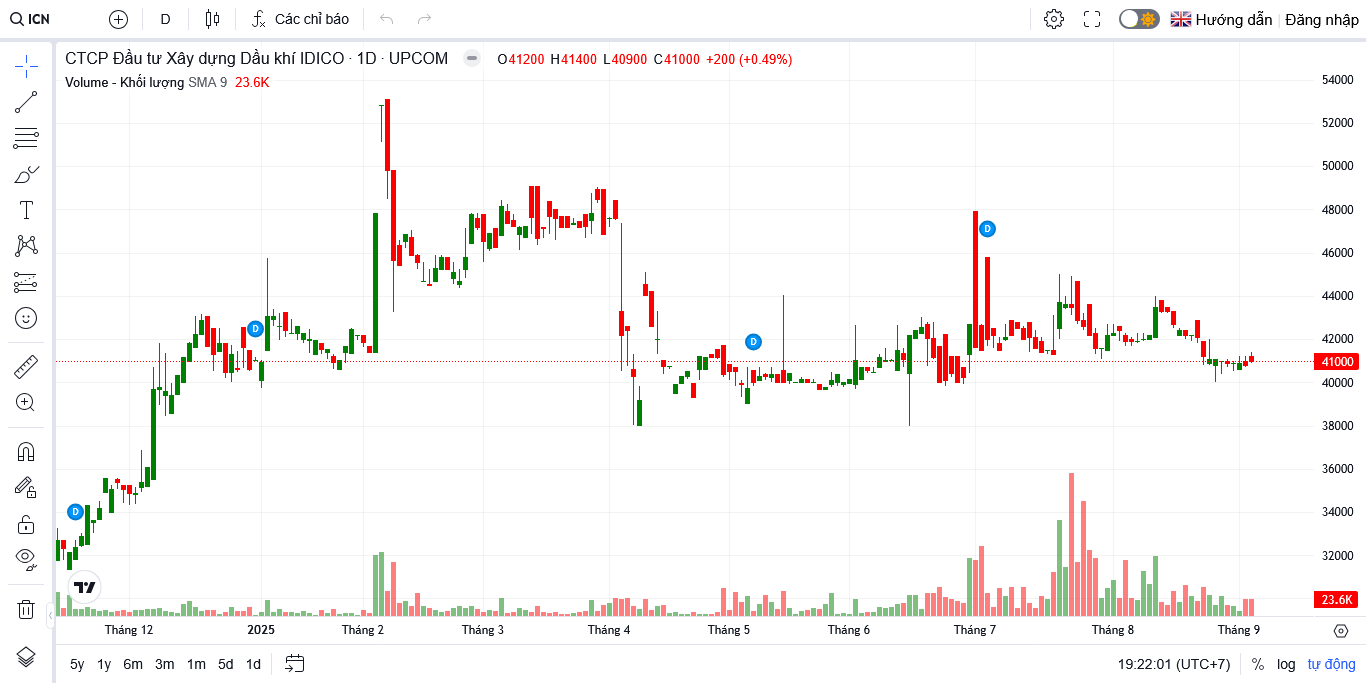 ICN D Các chỉ báo Hướng dẫn Đăng nhập
CTCP Đầu tư Xây dựng Dầu khí IDICO · 1D · UPCOM O41200 H41400 L40900 C41000 +200 (+0.49%)
Volume - Khối lượng SMA 9 23.6K
54000
52000
50000
48000
46000
44000
42000
41000
40000
38000
36000
34000
32000
23.6K
D
D
D
D
Tháng 12 2025 Tháng 2 Tháng 3 Tháng 4 Tháng 5 Tháng 6 Tháng 7 Tháng 8 Tháng 9
5y 1y 6m 3m 1m 5d 1d 19:22:01 (UTC+7) % log tự động